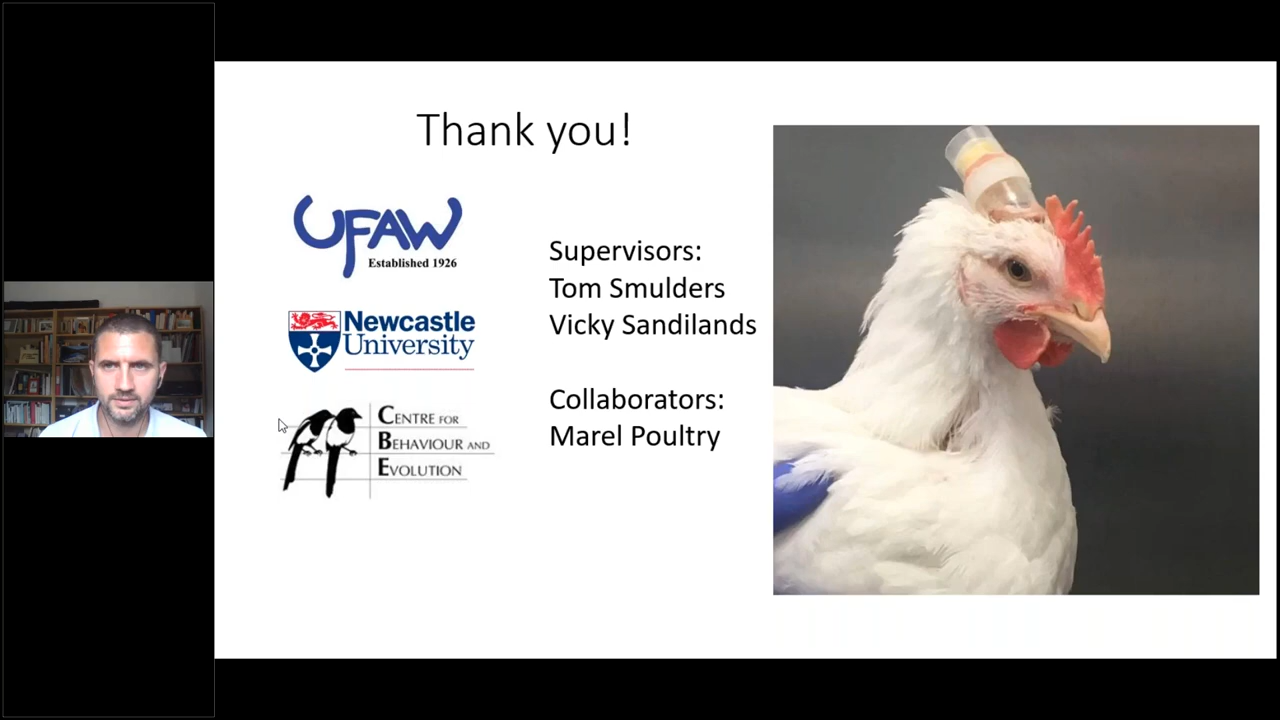 Thank you!
UFAW
Established 1926
Newcastle
University
CENTRE FOR
BEHAVIOUR AND
EVOLUTION
Supervisors:
Tom Smulders
Vicky Sandilands
Collaborators:
Marel Poultry